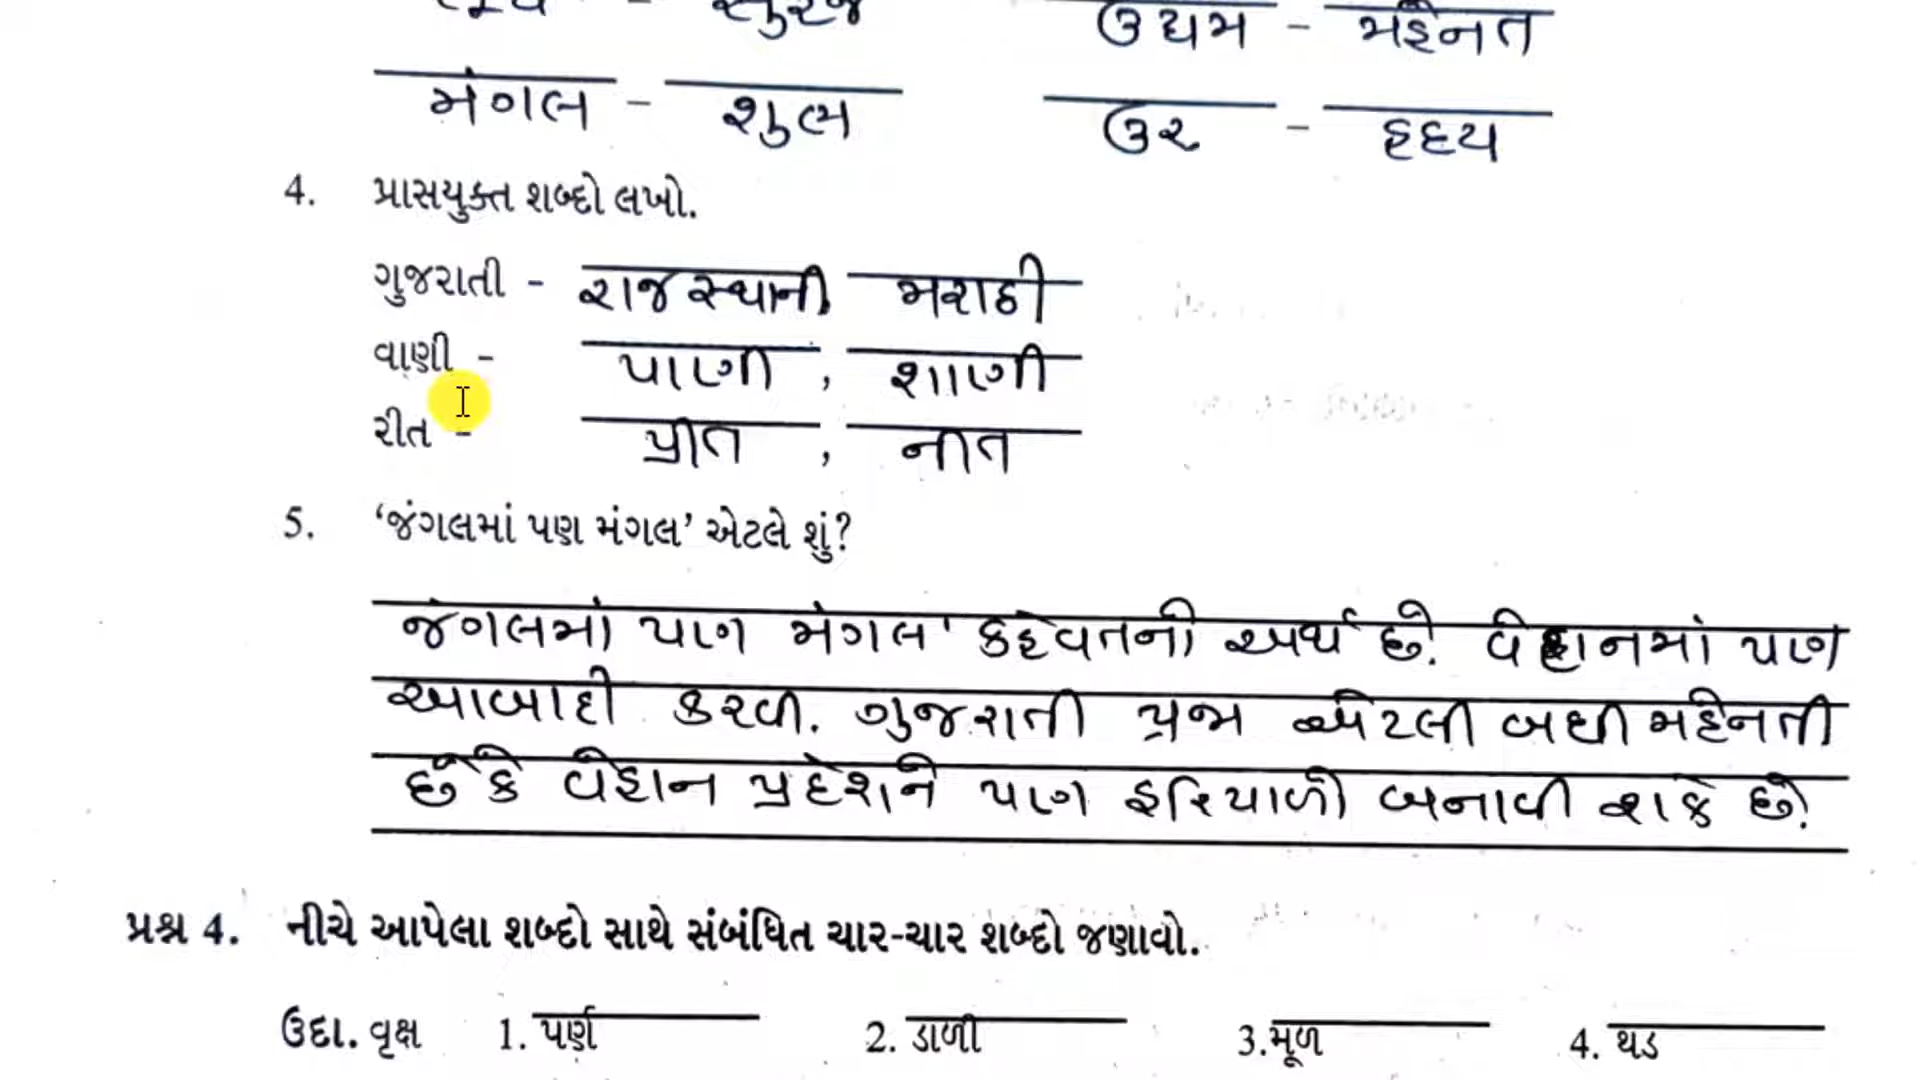 સુરજ ઉદ્યમ - મહેનત
મંગલ - શુભ ઉર - હૃદય
4. પ્રાસયુક્ત શબ્દો લખો.
ગુજરાતી - રાજસ્થાની, મરાઠી
વાણી - પાણી, શાણી
રીત - પ્રીત, નીત
5. ‘જંગલમાં પણ મંગલ’ એટલે શું?
જંગલમાં પણ મંગલ' કહેવતનો અર્થ છે. વેરાનમાં પણ
આબાદી કરવી. ગુજરાતી પ્રજા એટલી બધી મહેનતી
છે કે વેરાન પ્રદેશને પણ હરિયાળો બનાવી શકે છે.
પ્રશ્ન 4. નીચે આપેલા શબ્દો સાથે સંબંધિત ચાર-ચાર શબ્દો જણાવો.
ઉદા. વૃક્ષ 1. પર્ણ 2. ડાળી 3. મૂળ 4. થડ